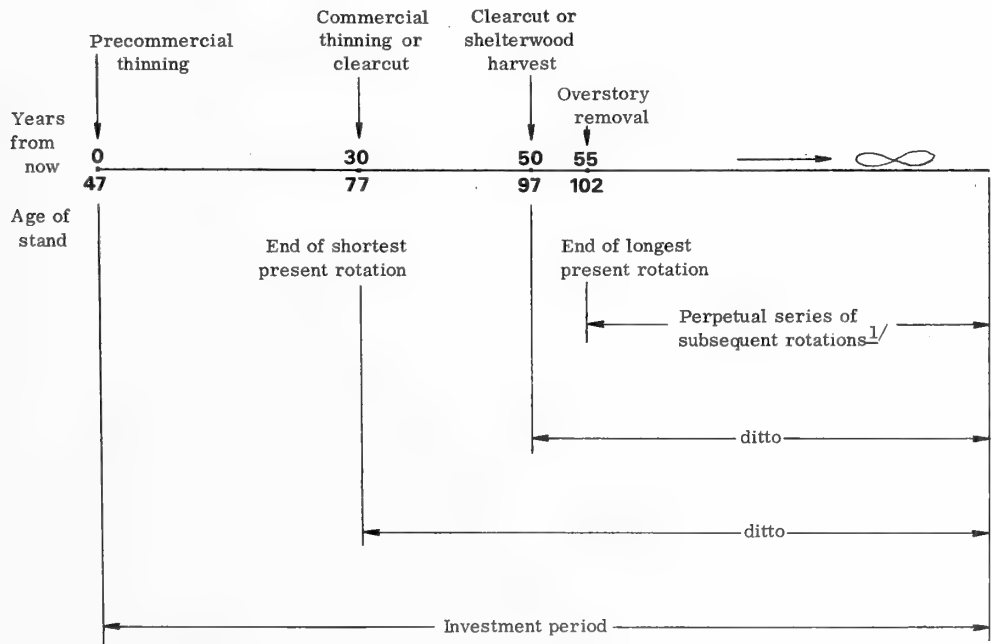 Precommercial
thinning
Commercial
thinning or
clearcut
Clearcut or
shelterwood
harvest
Overstory
removal
Years
from
now
0
30
50
55
47
77
97
102
Age of
stand
End of shortest
present rotation
End of longest
present rotation
Perpetual series of
subsequent rotations 1/
ditto
ditto
Investment period